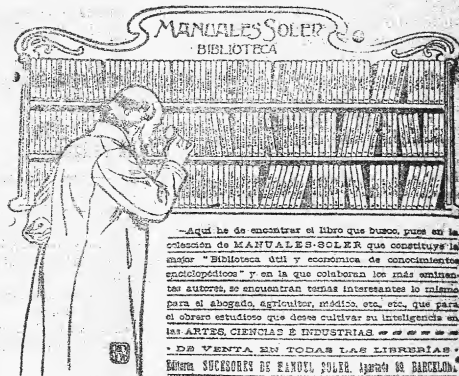 MANUALES SOLER
BIBLIOTECA
—Aquí he de encontrar el libro que busco, pues en la
colección de MANUALES-SOLER que constituye la
mejor "Biblioteca útil y económica de conocimientos
enciclopédicos" y en la que colaboran los más eminen-
tes autores, se encuentran temas interesantes lo mismo
para el abogado, agricultor, médico, etc., etc., que para
el obrero estudioso que desee cultivar su inteligencia en
las ARTES, CIENCIAS E INDUSTRIAS
DE VENTA EN TODAS LAS LIBRERÍAS
Editores SUCESORES DE MANUEL SOLER, Apartado 89, BARCELONA